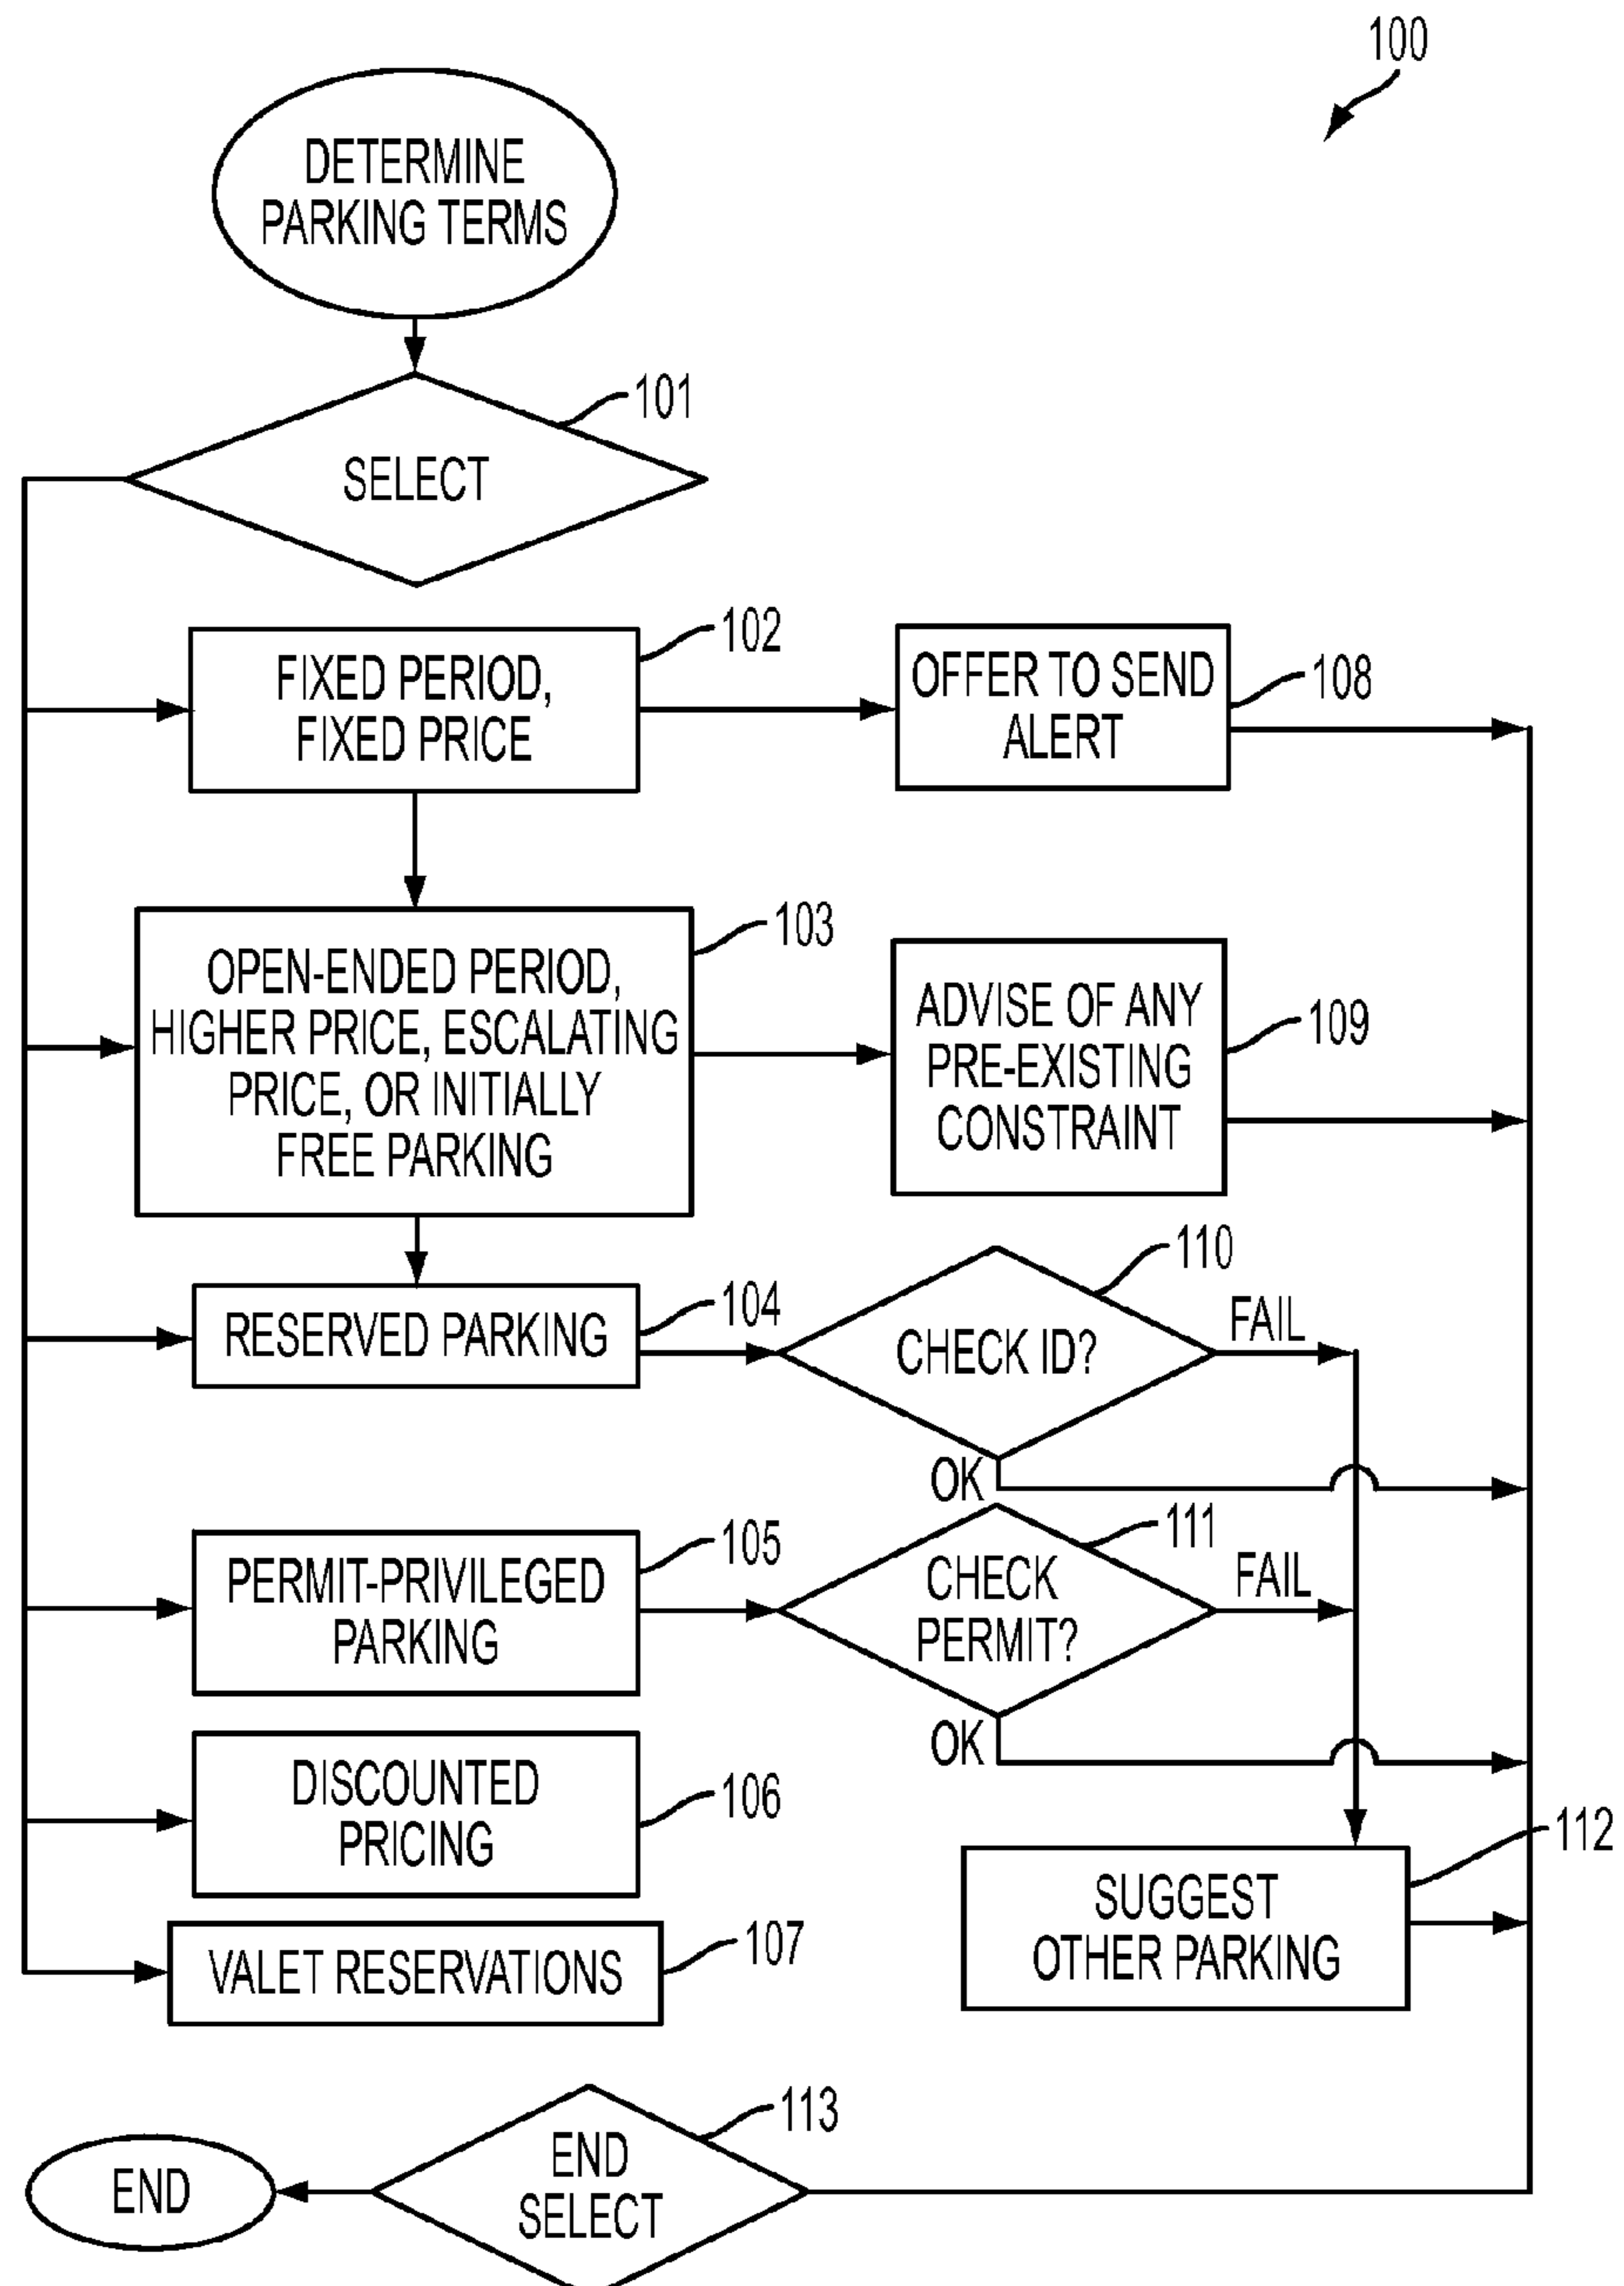 100
DETERMINE
PARKING TERMS
101
SELECT
102
FIXED PERIOD,
FIXED PRICE
OFFER TO SEND
ALERT
108
103
OPEN-ENDED PERIOD,
HIGHER PRICE, ESCALATING
PRICE, OR INITIALLY
FREE PARKING
ADVISE OF ANY
PRE-EXISTING
CONSTRAINT
109
RESERVED PARKING
104
110
CHECK ID?
FAIL
OK
105
PERMIT-PRIVILEGED
PARKING
111
CHECK
PERMIT?
FAIL
OK
DISCOUNTED
PRICING
106
112
SUGGEST
OTHER PARKING
VALET RESERVATIONS
107
113
END
SELECT
END